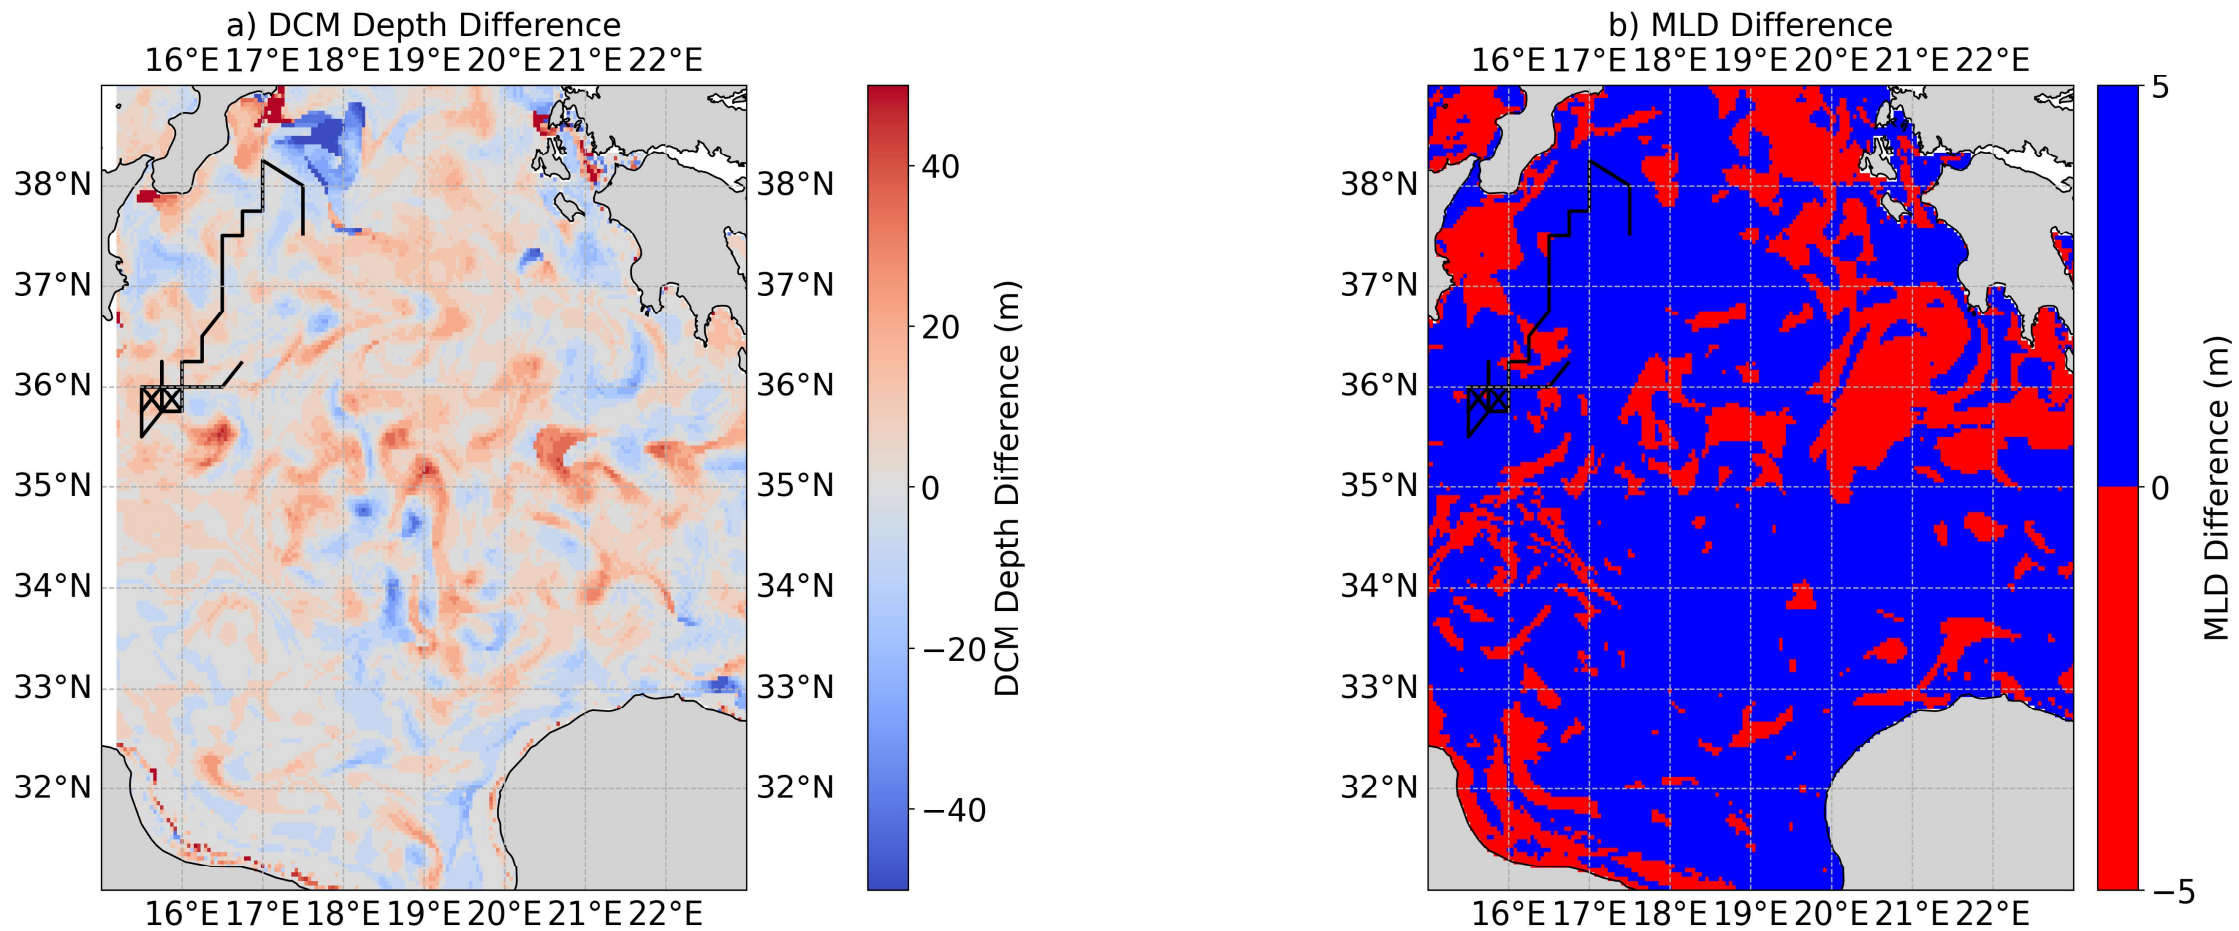 a) DCM Depth Difference
16°E 17°E 18°E 19°E 20°E 21°E 22°E
38°N
37°N
36°N
35°N
34°N
33°N
32°N
38°N
37°N
36°N
35°N
34°N
33°N
32°N
16°E 17°E 18°E 19°E 20°E 21°E 22°E
40
20
0
−20
−40
DCM Depth Difference (m)
b) MLD Difference
16°E 17°E 18°E 19°E 20°E 21°E 22°E
38°N
37°N
36°N
35°N
34°N
33°N
32°N
16°E 17°E 18°E 19°E 20°E 21°E 22°E
5
0
−5
MLD Difference (m)